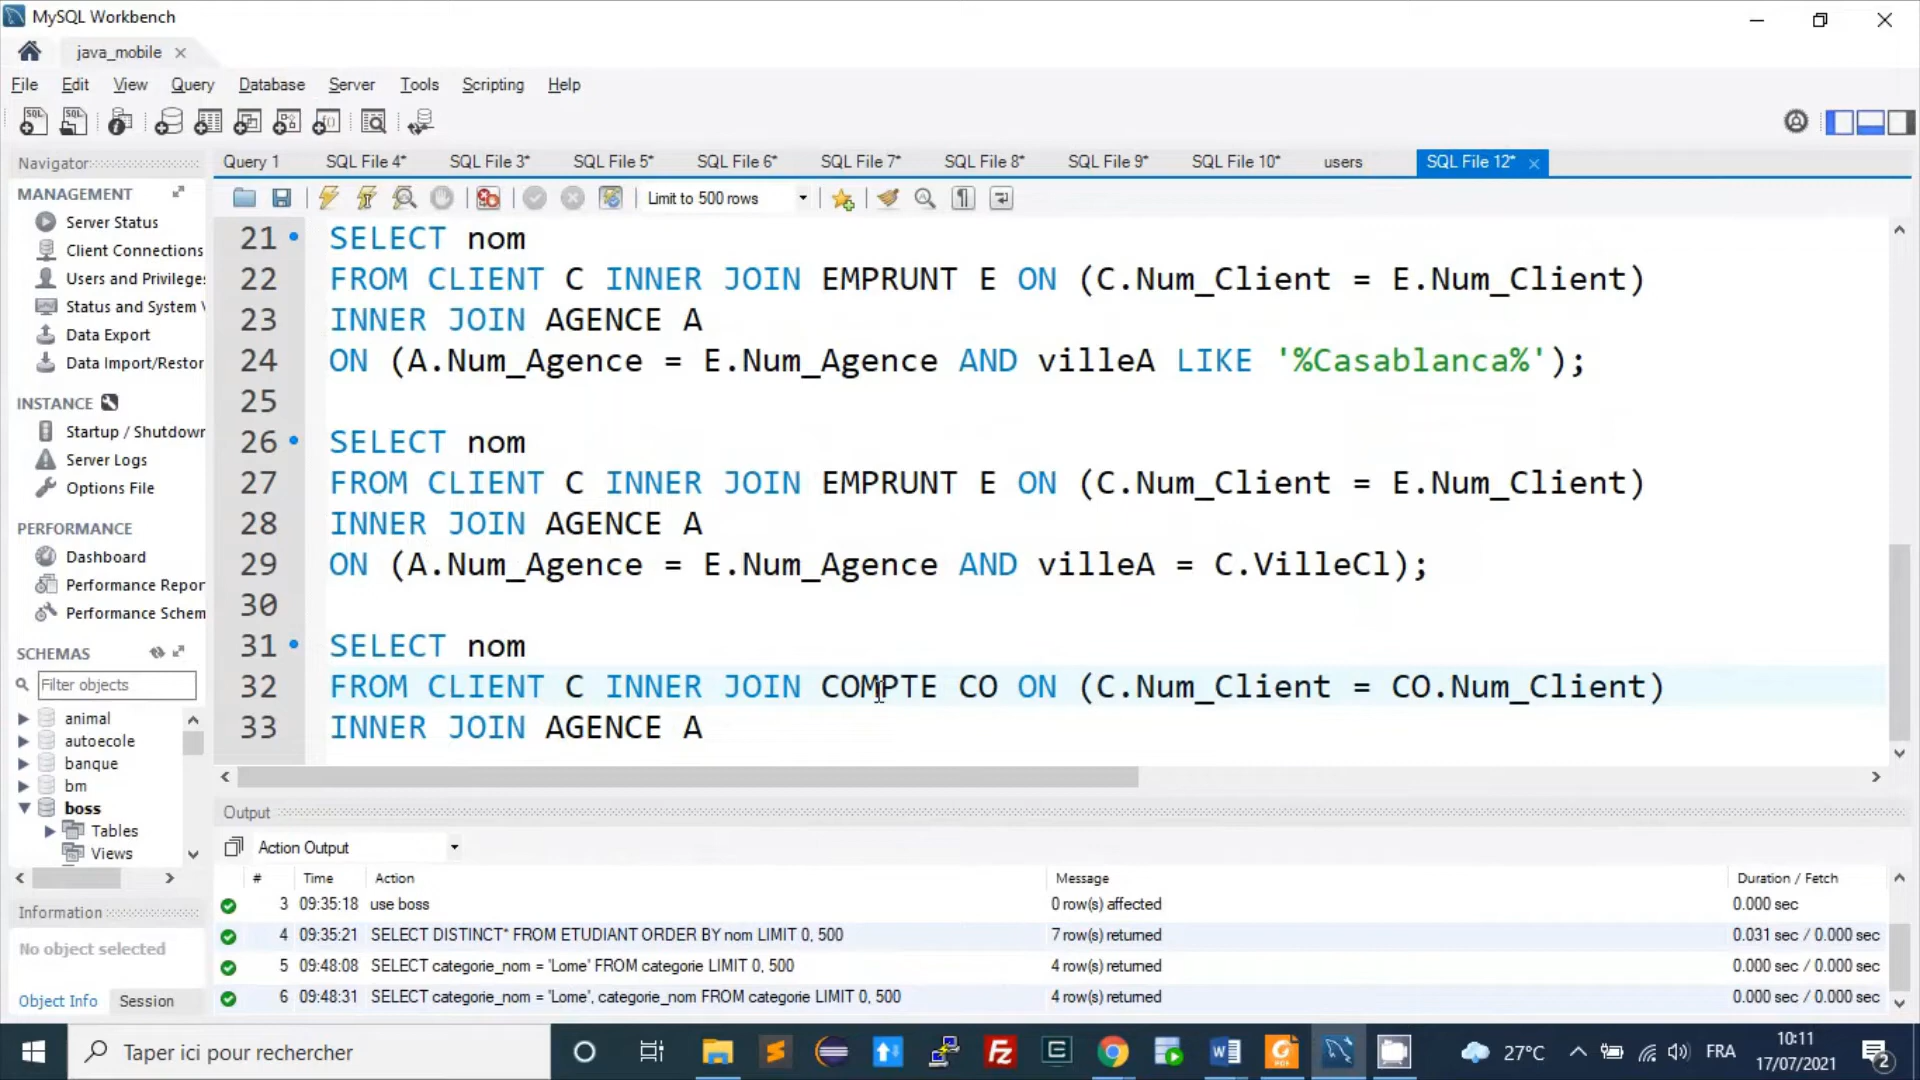 MySQL Workbench
java_mobile
File Edit View Query Database Server Tools Scripting Help
Navigator
Query 1 SQL File 4* SQL File 3* SQL File 5* SQL File 6* SQL File 7* SQL File 8* SQL File 9* SQL File 10* users SQL File 12*
Limit to 500 rows
MANAGEMENT
Server Status
Client Connections
Users and Privilege
Status and System V
Data Export
Data Import/Restor
INSTANCE
Startup / Shutdown
Server Logs
Options File
PERFORMANCE
Dashboard
Performance Repor
Performance Schem
SCHEMAS
Filter objects
animal
autoecole
banque
bm
boss
Tables
Views
Information
No object selected
Object Info Session
21 SELECT nom
22 FROM CLIENT C INNER JOIN EMPRUNT E ON (C.Num_Client = E.Num_Client)
23 INNER JOIN AGENCE A
24 ON (A.Num_Agence = E.Num_Agence AND villeA LIKE '%Casablanca%');
25
26 SELECT nom
27 FROM CLIENT C INNER JOIN EMPRUNT E ON (C.Num_Client = E.Num_Client)
28 INNER JOIN AGENCE A
29 ON (A.Num_Agence = E.Num_Agence AND villeA = C.VilleCl);
30
31 SELECT nom
32 FROM CLIENT C INNER JOIN COMPTE CO ON (C.Num_Client = CO.Num_Client)
33 INNER JOIN AGENCE A
Output
Action Output
# Time Action Message Duration / Fetch
3 09:35:18 use boss 0 row(s) affected 0.000 sec
4 09:35:21 SELECT DISTINCT* FROM ETUDIANT ORDER BY nom LIMIT 0, 500 7 row(s) returned 0.031 sec / 0.000 sec
5 09:48:08 SELECT categorie_nom = 'Lome' FROM categorie LIMIT 0, 500 4 row(s) returned 0.000 sec / 0.000 sec
6 09:48:31 SELECT categorie_nom = 'Lome', categorie_nom FROM categorie LIMIT 0, 500 4 row(s) returned 0.000 sec / 0.000 sec
Taper ici pour rechercher
27°C
FRA
10:11
17/07/2021
2